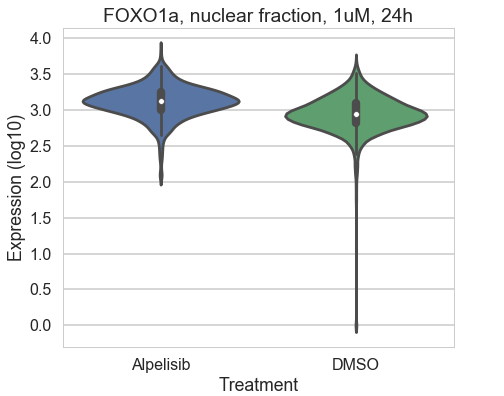 FOXO1a, nuclear fraction, 1uM, 24h
Expression (log10)
4.0
3.5
3.0
2.5
2.0
1.5
1.0
0.5
0.0
Alpelisib
DMSO
Treatment